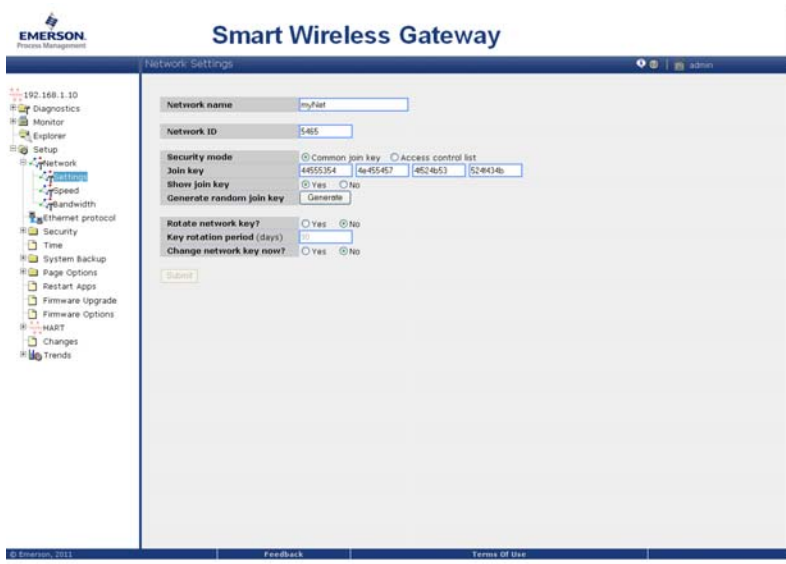 EMERSON.
Process Management
Smart Wireless Gateway
Network Settings
admin
192.168.1.10
Diagnostics
Monitor
Explorer
Setup
Network
Settings
Speed
Bandwidth
Ethernet protocol
Security
Time
System Backup
Page Options
Restart Apps
Firmware Upgrade
Firmware Options
HART
Changes
Trends
Network name myNet
Network ID 5465
Security mode Common join key Access control list
Join key 44555354 4e455457 4f524b53 524f434b
Show join key Yes No
Generate random join key Generate
Rotate network key? Yes No
Key rotation period (days)
Change network key now? Yes No
Submit
© Emerson, 2011 Feedback Terms Of Use